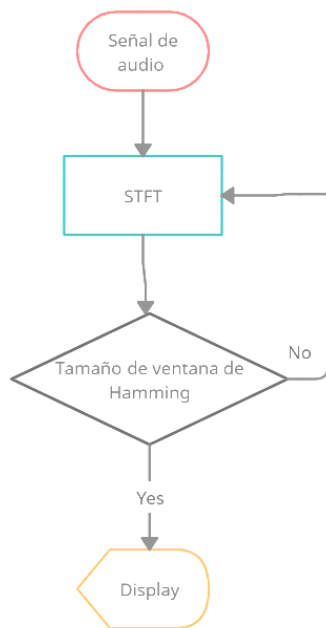 Señal de
audio
STFT
Tamaño de ventana de
Hamming
No
Yes
Display